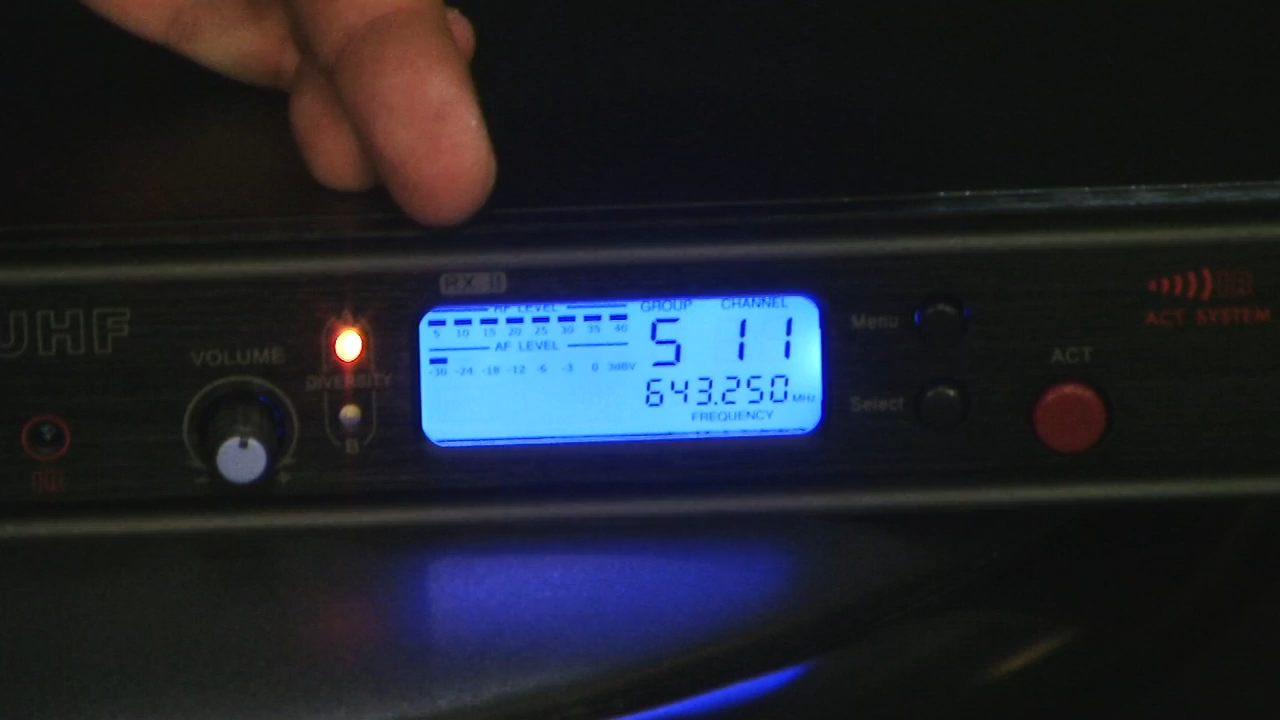 RX II
UHF
VOLUME
A
DIVERSITY
B
RF LEVEL
5 10 15 20 25 30 35 40
AF LEVEL
-30 -24 -18 -12 -6 -3 0 3dBV
GROUP CHANNEL
5 11
643.250 MHz
FREQUENCY
Menu
Select
ACT
ACT SYSTEM